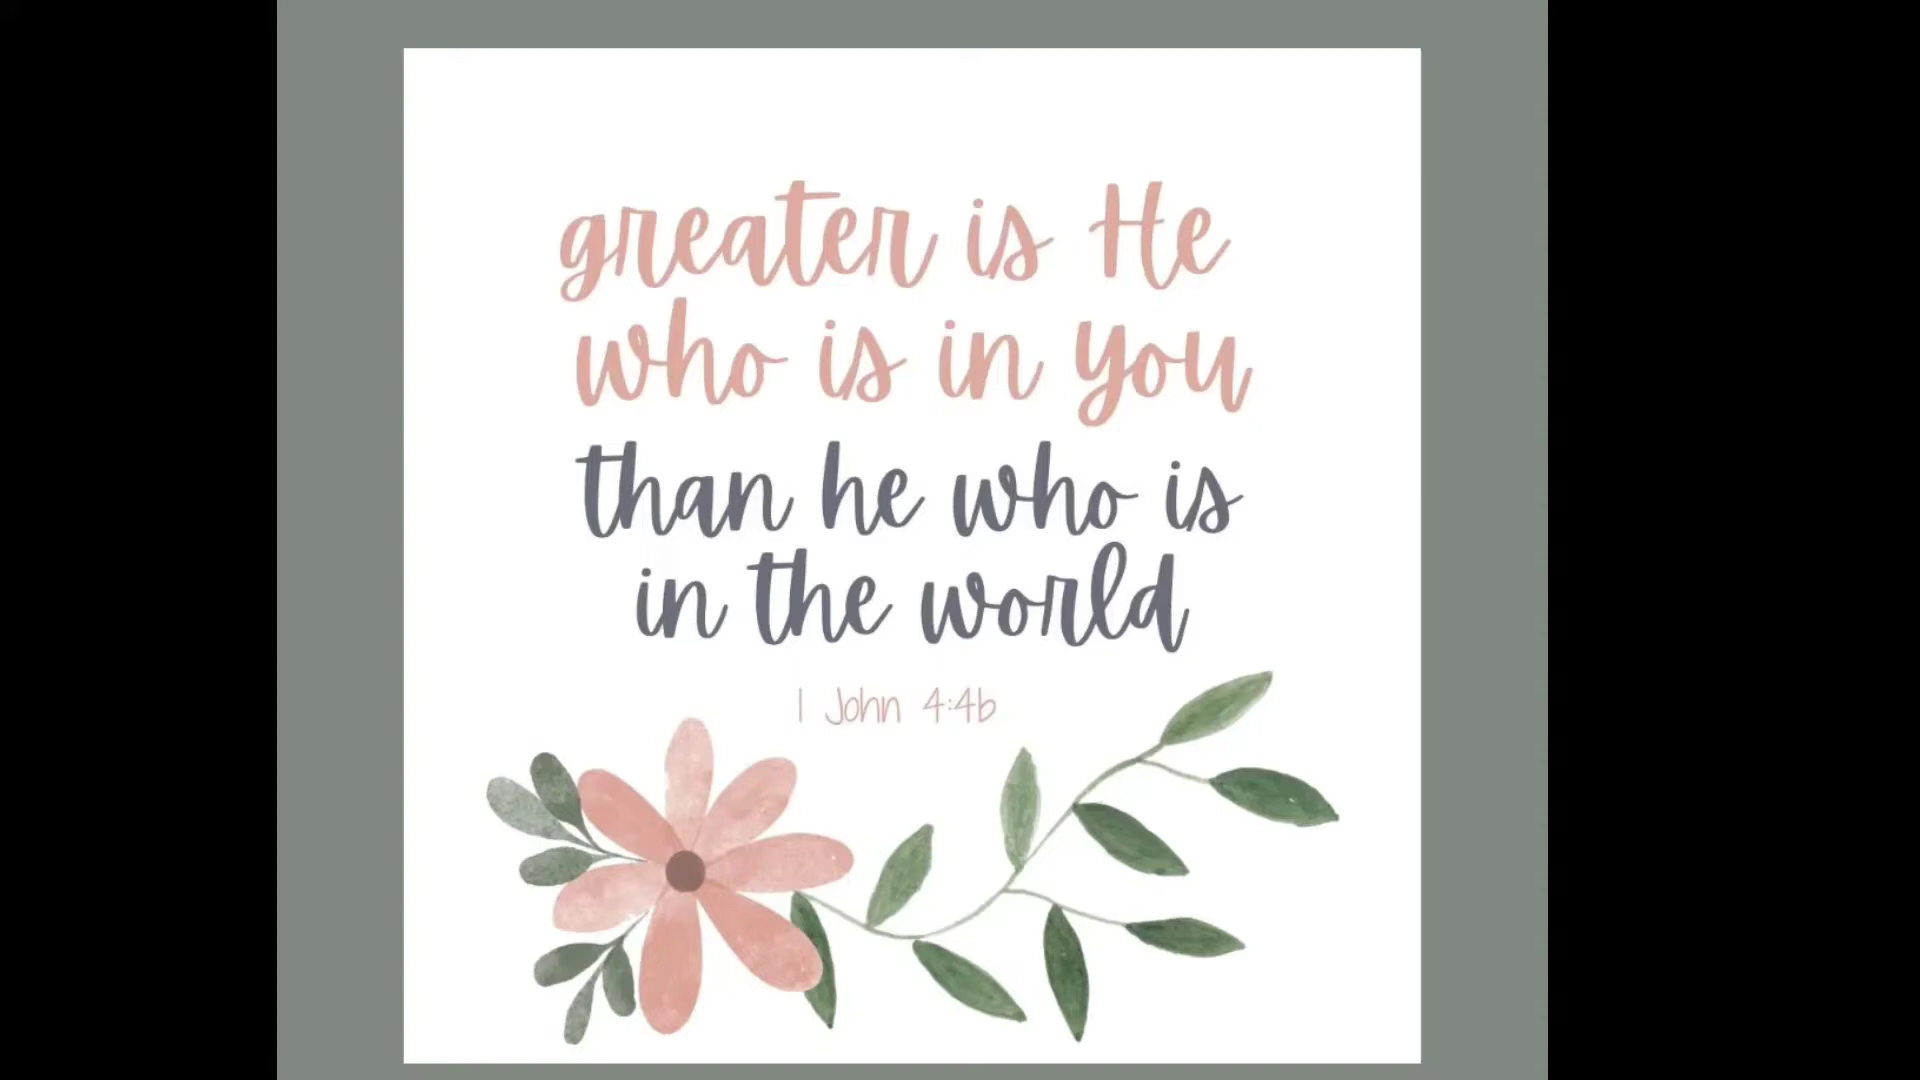 greater is He
who is in you
than he who is
in the world
1 John 4:4b